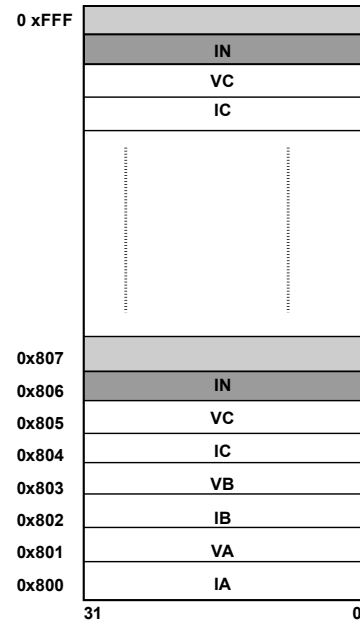 0 xFFF
IN
VC
IC
0x807
0x806 IN
0x805 VC
0x804 IC
0x803 VB
0x802 IB
0x801 VA
0x800 IA
31 0